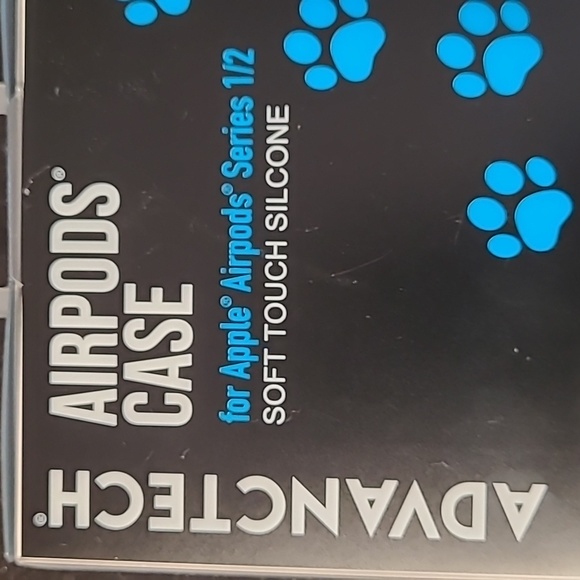 AIRPODS®
CASE
for Apple® Airpods® Series 1/2
SOFT TOUCH SILCONE
ADVANCTECH®